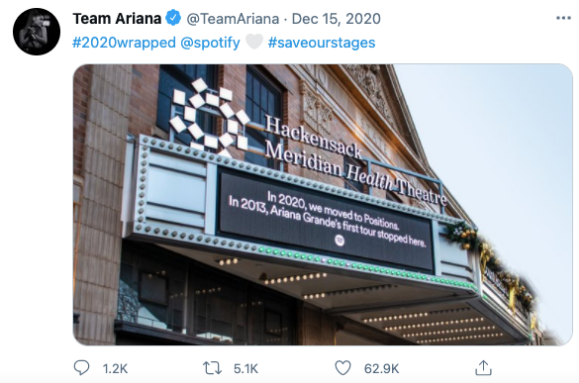 Team Ariana @TeamAriana · Dec 15, 2020
#2020wrapped @spotify 🤍 #saveourstages
Hackensack
Meridian Health Theatre
In 2020, we moved to Positions.
In 2013, Ariana Grande's first tour stopped here.
1.2K 5.1K 62.9K